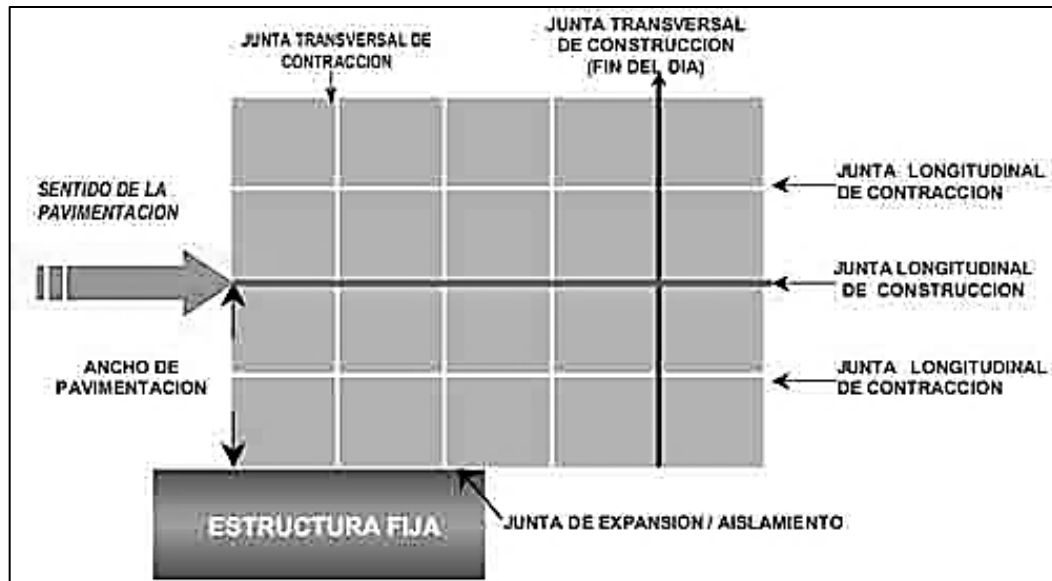 JUNTA TRANSVERSAL DE
CONTRACCION
JUNTA TRANSVERSAL
DE CONSTRUCCION
(FIN DEL DIA)
SENTIDO DE LA
PAVIMENTACION
JUNTA LONGITUDINAL
DE CONTRACCION
JUNTA LONGITUDINAL
DE CONSTRUCCION
ANCHO DE
PAVIMENTACION
JUNTA LONGITUDINAL
DE CONTRACCION
ESTRUCTURA FIJA
JUNTA DE EXPANSIÓN / AISLAMIENTO